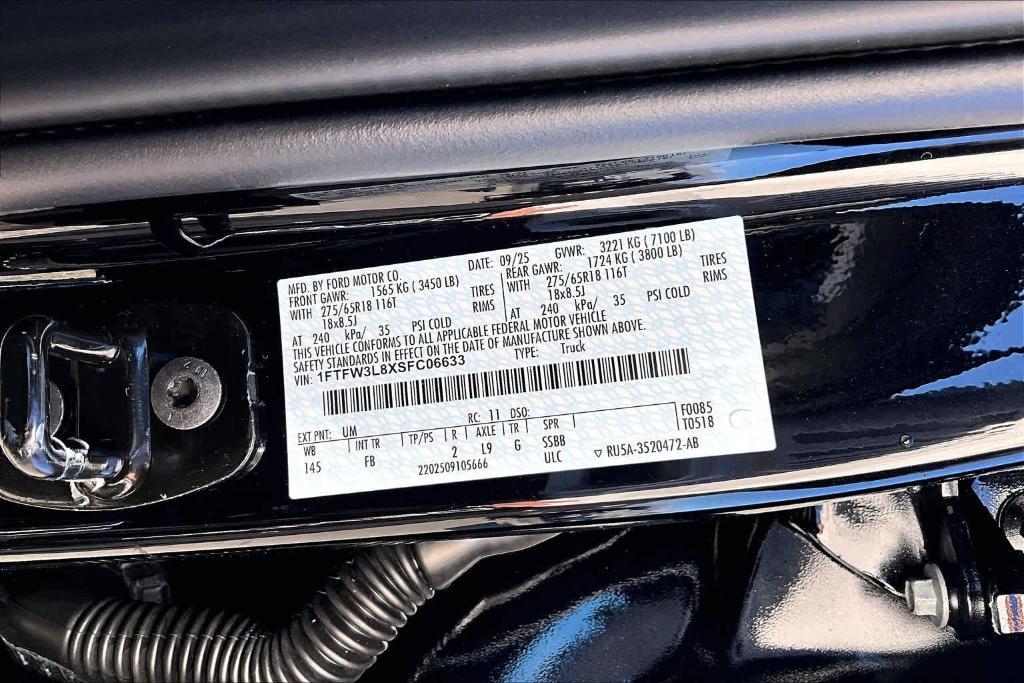 MFD. BY FORD MOTOR CO. DATE: 09/25 GVWR: 3221 KG ( 7100 LB)
FRONT GAWR: 1565 KG ( 3450 LB) REAR GAWR: 1724 KG ( 3800 LB)
WITH 275/65R18 116T TIRES WITH 275/65R18 116T TIRES
18x8.5J RIMS 18x8.5J RIMS
AT 240 kPa/ 35 PSI COLD AT 240 kPa/ 35 PSI COLD
THIS VEHICLE CONFORMS TO ALL APPLICABLE FEDERAL MOTOR VEHICLE
SAFETY STANDARDS IN EFFECT ON THE DATE OF MANUFACTURE SHOWN ABOVE.
VIN: 1FTFW3L8XSFC06633 TYPE: Truck
EXT PNT: UM RC: 11 DSO: F0085
WB INT TR TP/PS R AXLE TR SPR T0518
145 FB 2 L9 G SSBB
2202509105666 ULC RU5A-3520472-AB